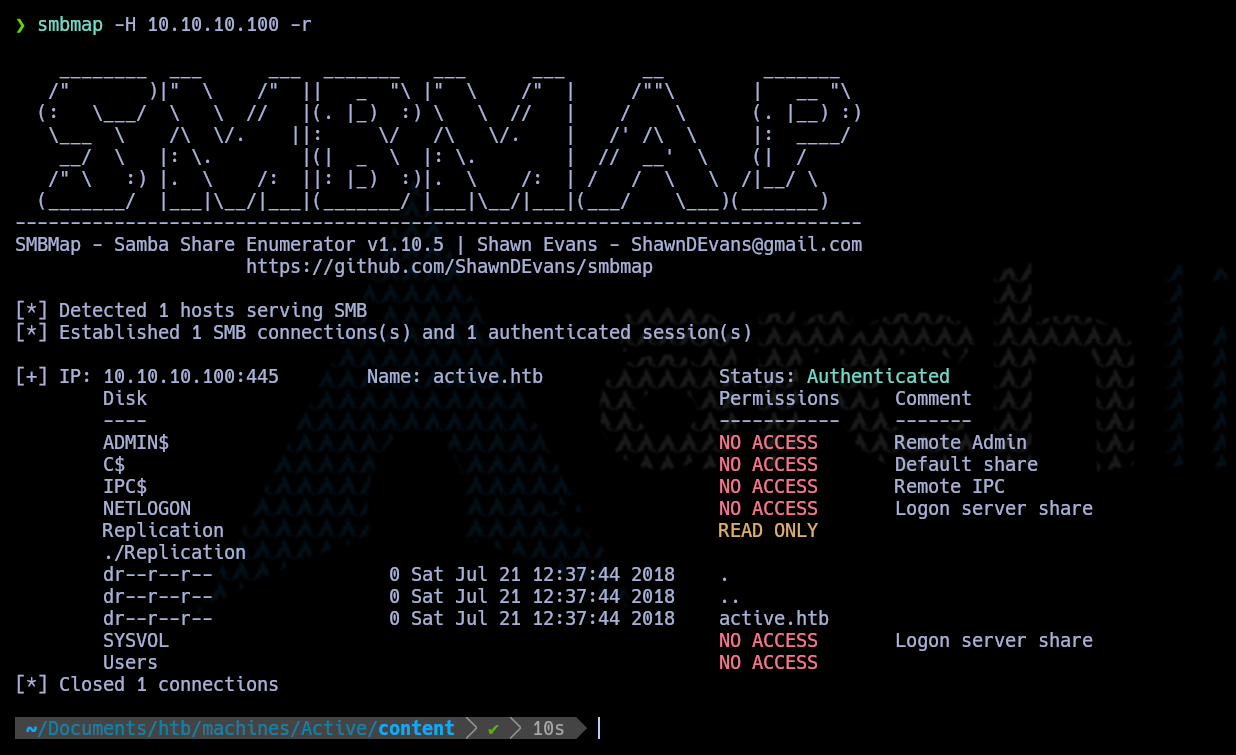 ❯ smbmap -H 10.10.10.100 -r
    ________  ___      ___  _______   ___      ___       __         _______
   /"       )|"  \    /"  ||   _  "\ |"  \    /"  |     /""\       |   __ "\
  (:   \___/  \   \  //   |(. |_)  :) \   \  //   |    /    \      (. |__) :)
   \___  \    /\  \/.    ||:     \/   /\   \/.    |   /' /\  \     |:  ____/
    __/  \   |: \.        |(|  _  \  |: \.        |  //  __'  \    (|  /
   /" \   :) |.  \    /:  ||: |_)  :)|.  \    /:  | /   /  \   \  /|__/ \
  (_______/  |___|\__/|___|(_______/ |___|\__/|___|(___/    \___)(_______)
-----------------------------------------------------------------------------
SMBMap - Samba Share Enumerator v1.10.5 | Shawn Evans - ShawnDEvans@gmail.com
https://github.com/ShawnDEvans/smbmap
[*] Detected 1 hosts serving SMB
[*] Established 1 SMB connections(s) and 1 authenticated session(s)
[+] IP: 10.10.10.100:445 Name: active.htb Status: Authenticated
Disk Permissions Comment
---- ----------- -------
ADMIN$ NO ACCESS Remote Admin
C$ NO ACCESS Default share
IPC$ NO ACCESS Remote IPC
NETLOGON NO ACCESS Logon server share
Replication READ ONLY
./Replication
dr--r--r-- 0 Sat Jul 21 12:37:44 2018 .
dr--r--r-- 0 Sat Jul 21 12:37:44 2018 ..
dr--r--r-- 0 Sat Jul 21 12:37:44 2018 active.htb
SYSVOL NO ACCESS Logon server share
Users NO ACCESS
[*] Closed 1 connections
~/Documents/htb/machines/Active/content ✔ 10s